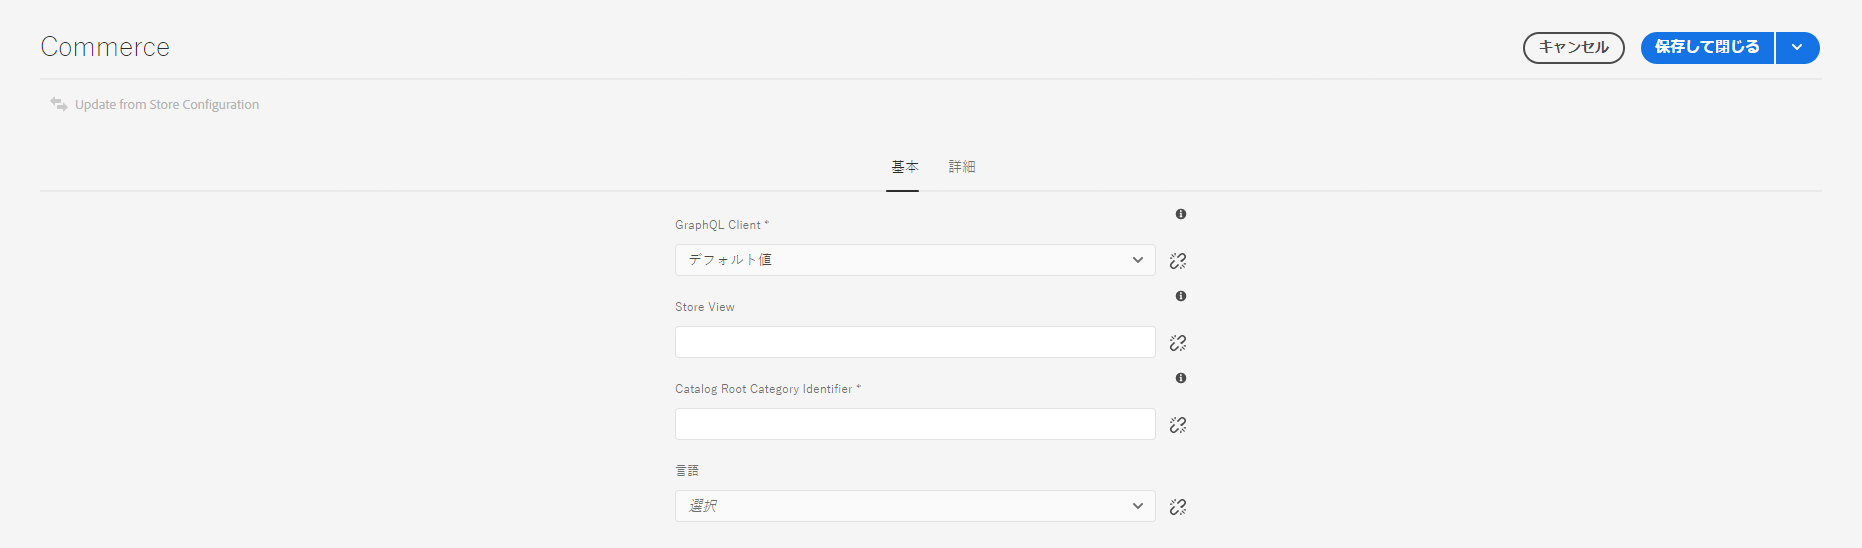 Commerce
キャンセル
保存して閉じる
Update from Store Configuration
基本 詳細
GraphQL Client *
デフォルト値
Store View
Catalog Root Category Identifier *
言語
選択